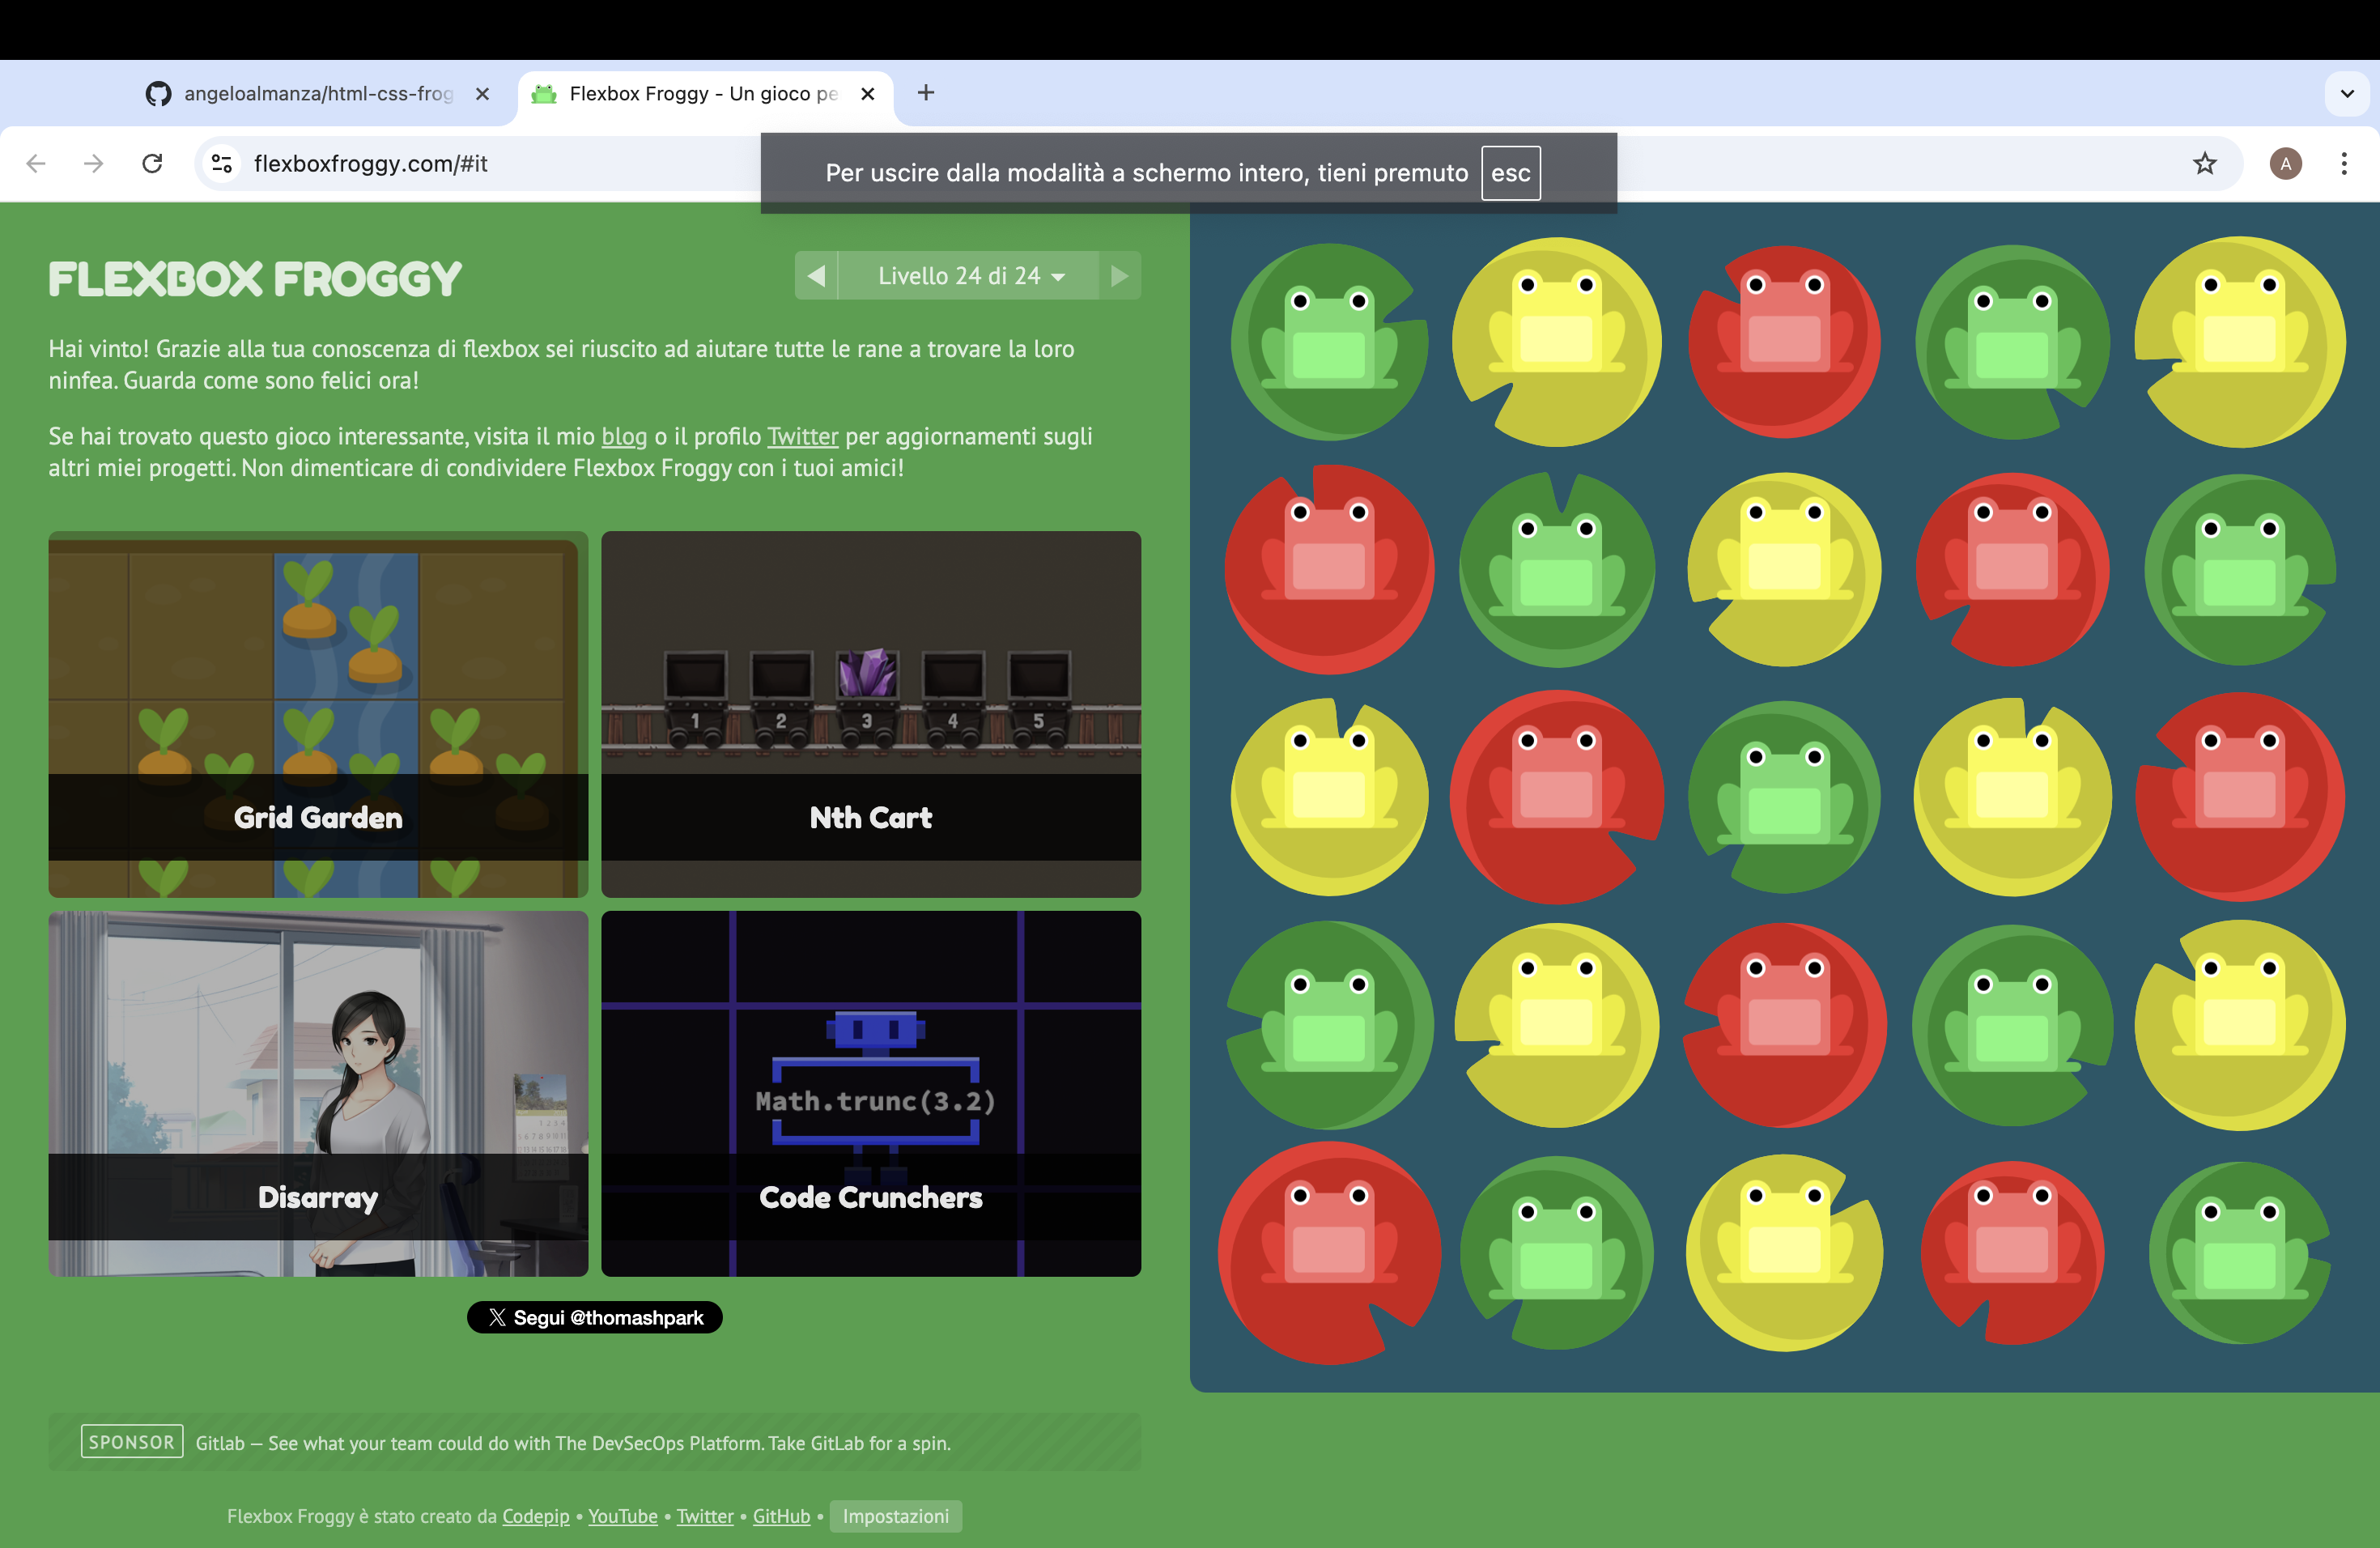 angeloalmanza/html-css-frog
Flexbox Froggy - Un gioco pe
flexboxfroggy.com/#it
A
Per uscire dalla modalità a schermo intero, tieni premuto esc
FLEXBOX FROGGY
Livello 24 di 24
Hai vinto! Grazie alla tua conoscenza di flexbox sei riuscito ad aiutare tutte le rane a trovare la loro
ninfea. Guarda come sono felici ora!
Se hai trovato questo gioco interessante, visita il mio blog o il profilo Twitter per aggiornamenti sugli
altri miei progetti. Non dimenticare di condividere Flexbox Froggy con i tuoi amici!
Grid Garden
1 2 3 4 5
Nth Cart
Disarray
Math.trunc(3.2)
Code Crunchers
Segui @thomashpark
SPONSOR Gitlab — See what your team could do with The DevSecOps Platform. Take GitLab for a spin.
Flexbox Froggy è stato creato da Codepip • YouTube • Twitter • GitHub • Impostazioni